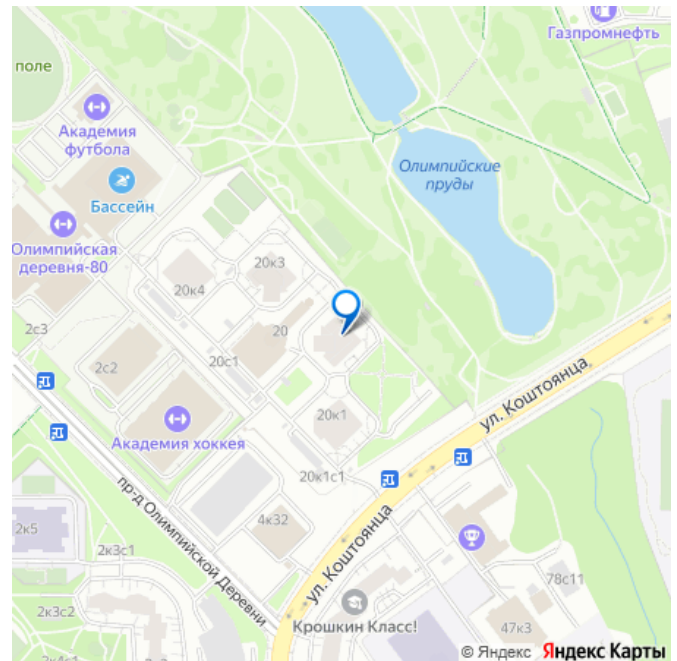 Газпромнефть
поле
Академия
футбола
Олимпийские
пруды
Бассейн
Олимпийская
деревня-80
20к3
20к4
2с3
20
20с1
2с2
ул. Коштоянца
20к1
Академия хоккея
20к1с1
пр-д Олимпийской Деревни
4к32
2к5
2к3с1
ул. Коштоянца
78с11
2к3с2
Крошкин Класс!
47к3
2к4с1
© Яндекс Яндекс Карты